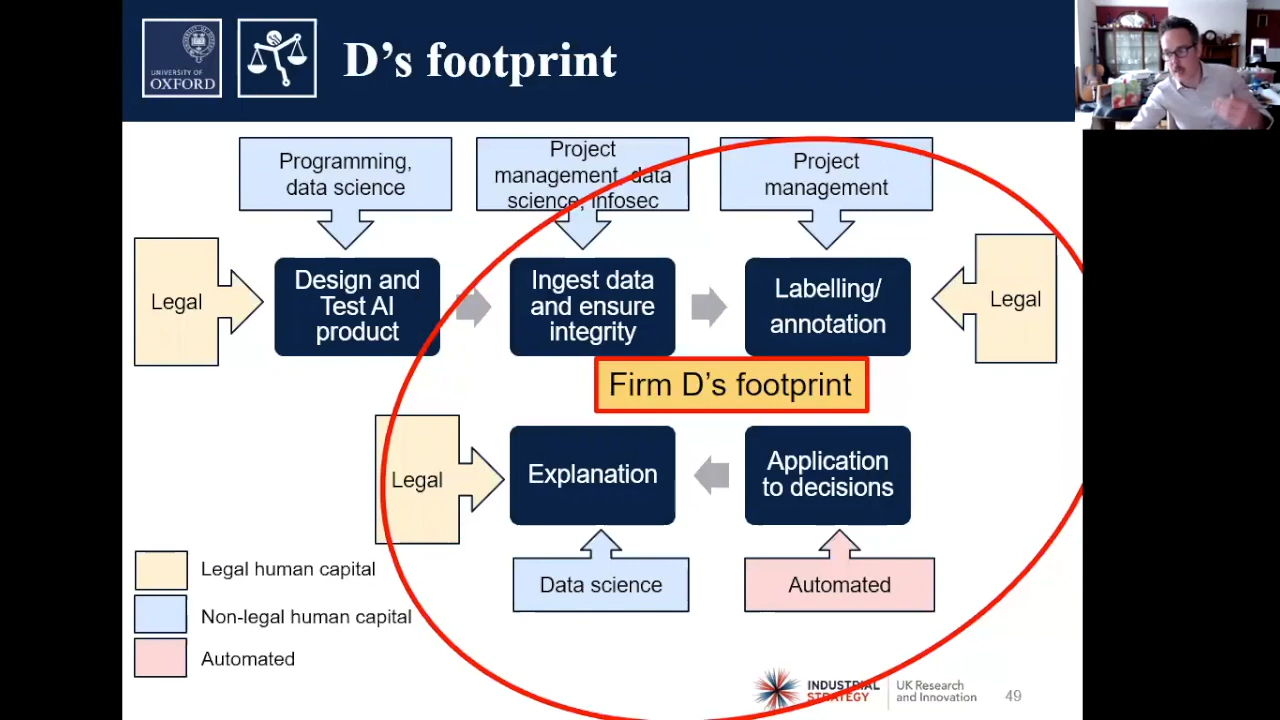 UNIVERSITY OF
OXFORD
D's footprint
Programming,
data science
Project
management, data
science, infosec
Project
management
Legal
Design and
Test AI
product
Ingest data
and ensure
integrity
Labelling/
annotation
Legal
Firm D's footprint
Legal
Explanation
Application
to decisions
Data science
Automated
Legal human capital
Non-legal human capital
Automated
INDUSTRIAL
STRATEGY
UK Research
and Innovation
49